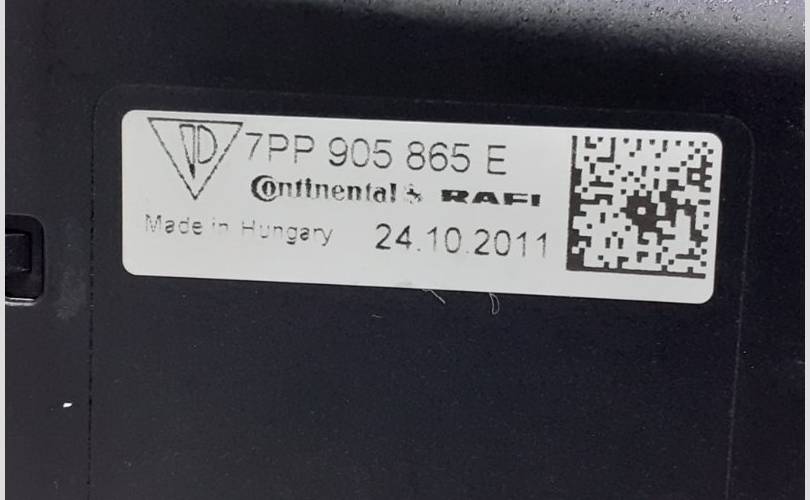 7PP 905 865 E
Continental RAFI
Made in Hungary 24.10.2011